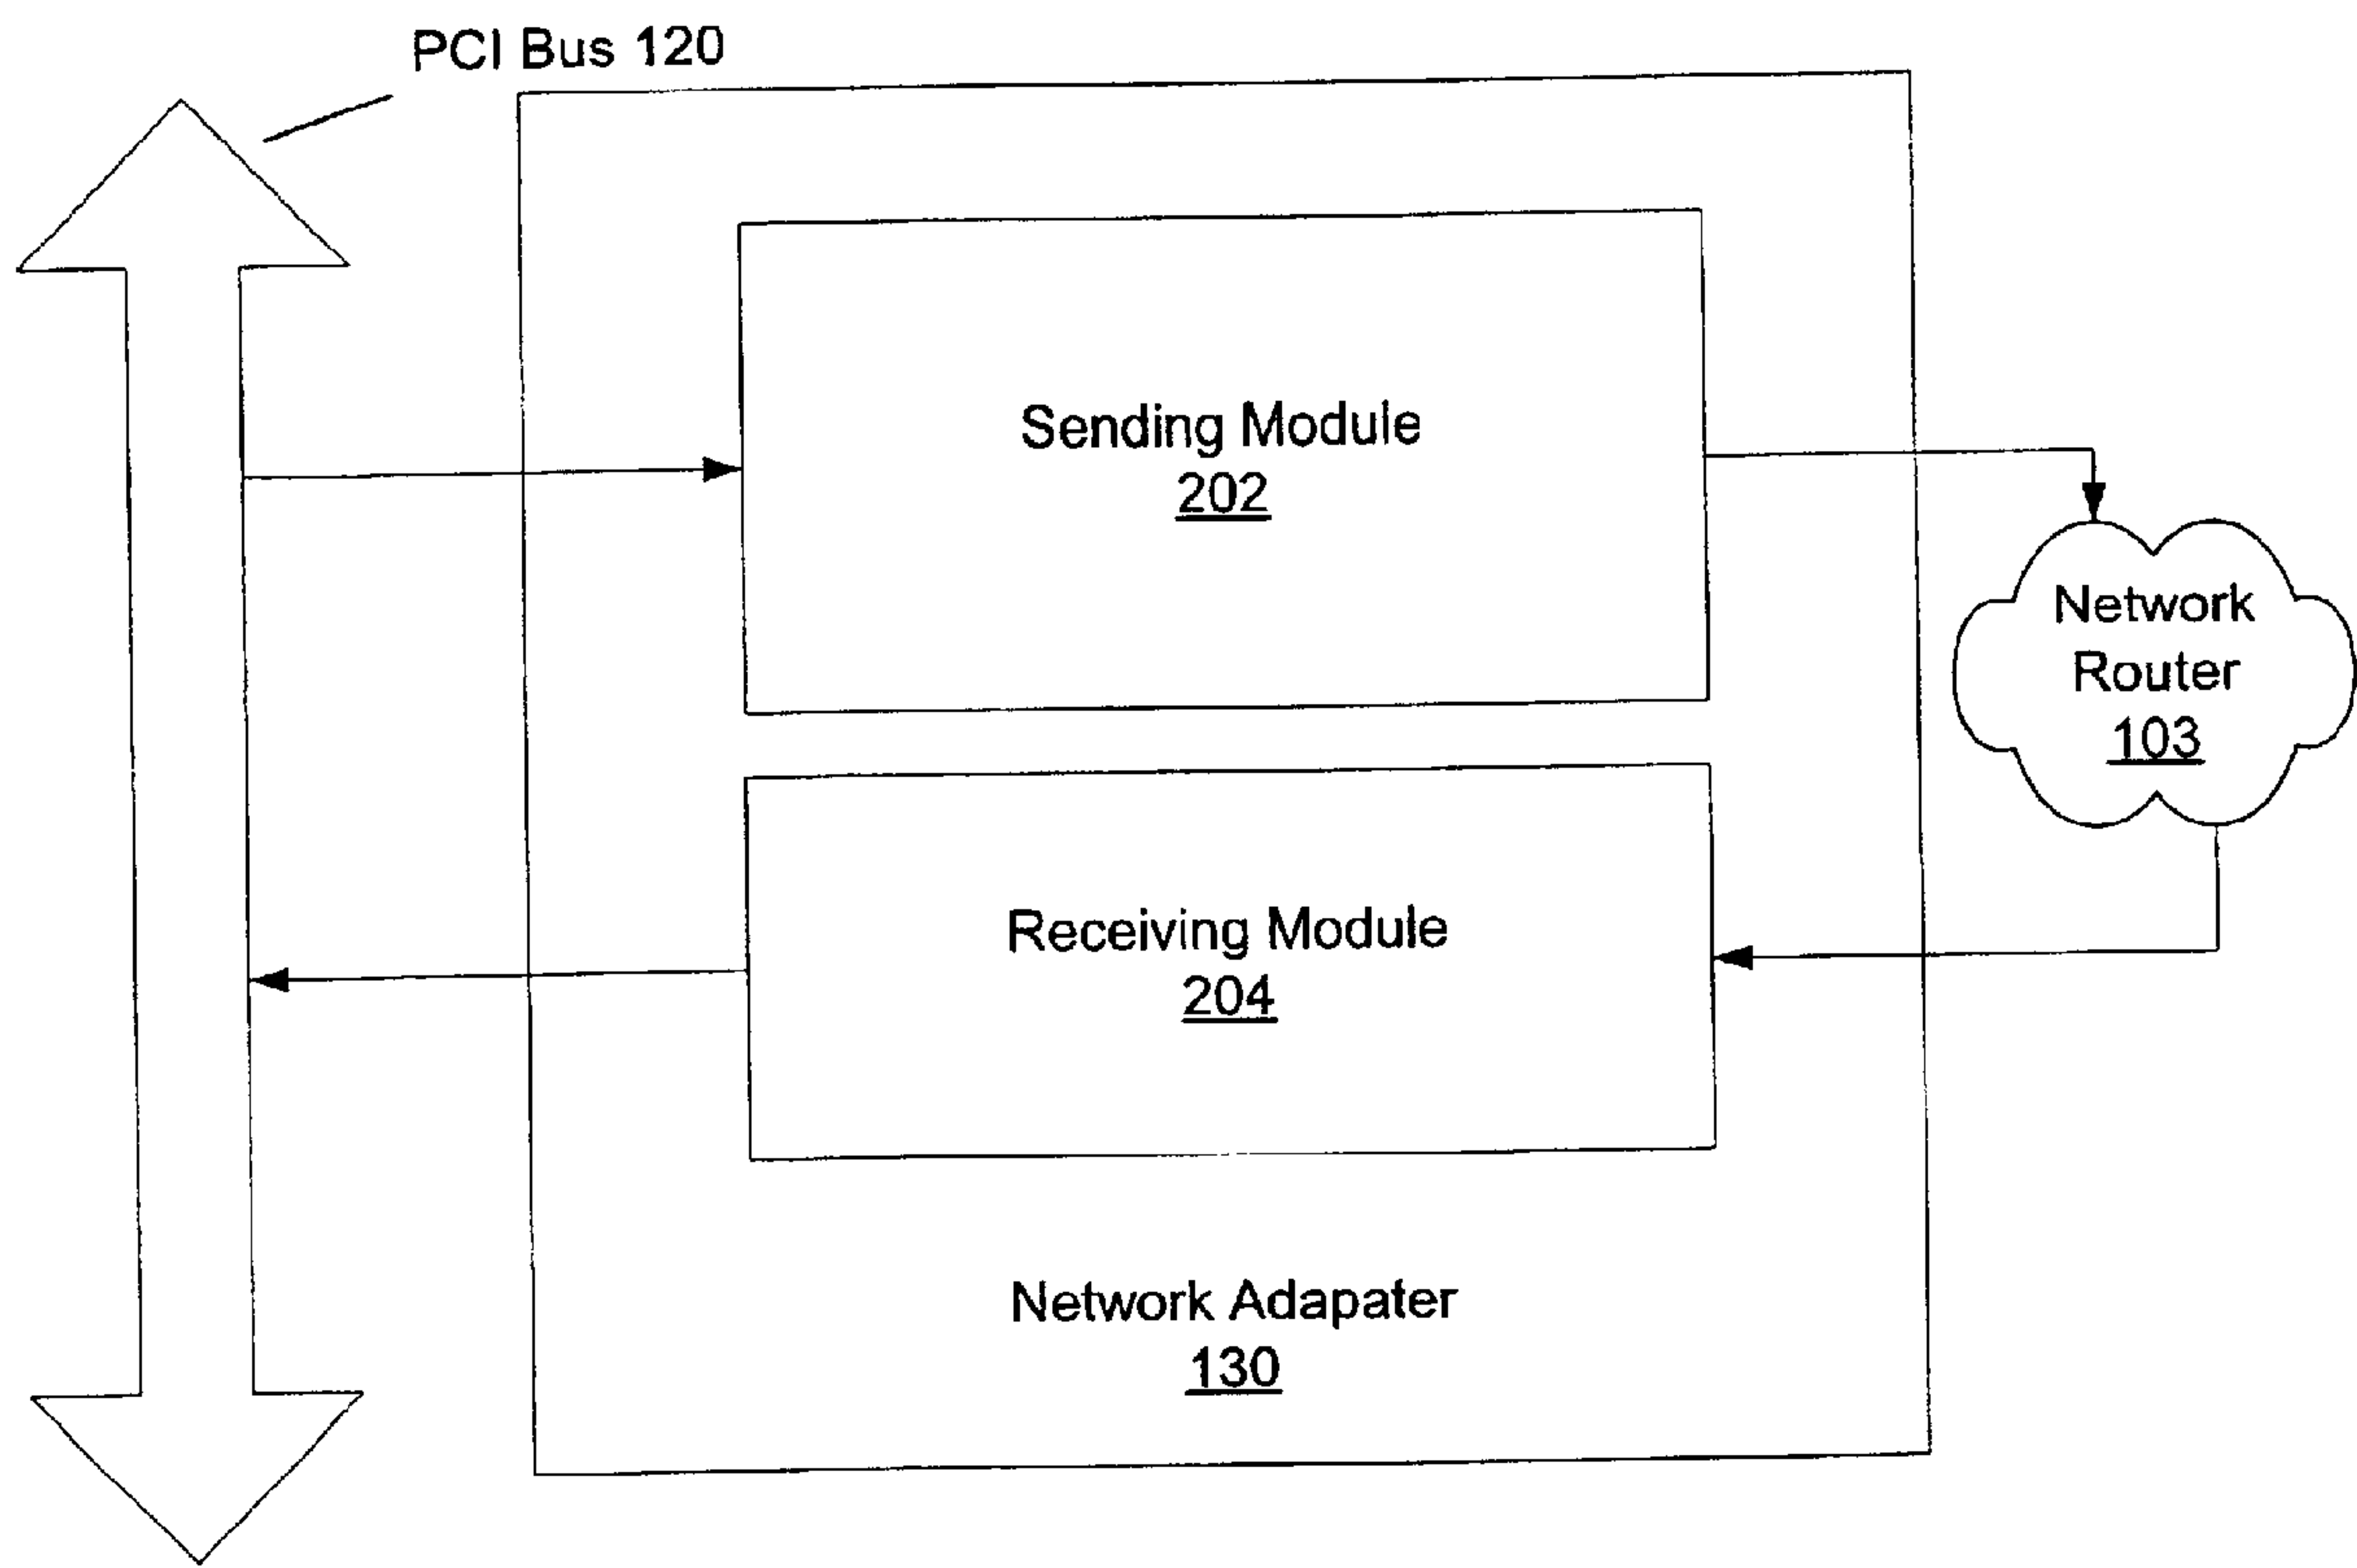 PCI Bus 120
Sending Module
202
Network
Router
103
Receiving Module
204
Network Adapater
130